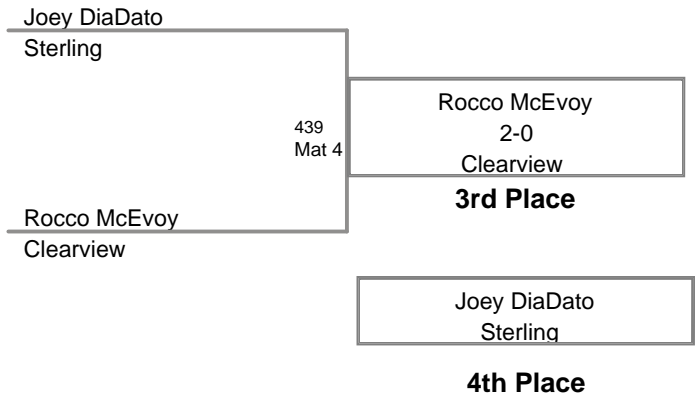 Joey DiaDato
Sterling
Rocco McEvoy
439
2-0
Mat 4
Clearview
3rd Place
Rocco McEvoy
Clearview
Joey DiaDato
Sterling
4th Place